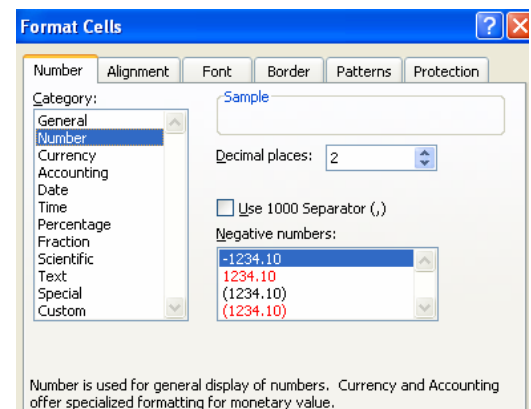 Format Cells
Number Alignment Font Border Patterns Protection
Category:
General
Number
Currency
Accounting
Date
Time
Percentage
Fraction
Scientific
Text
Special
Custom
Sample
Decimal places: 2
Use 1000 Separator (,)
Negative numbers:
-1234.10
1234.10
(1234.10)
(1234.10)
Number is used for general display of numbers. Currency and Accounting
offer specialized formatting for monetary value.